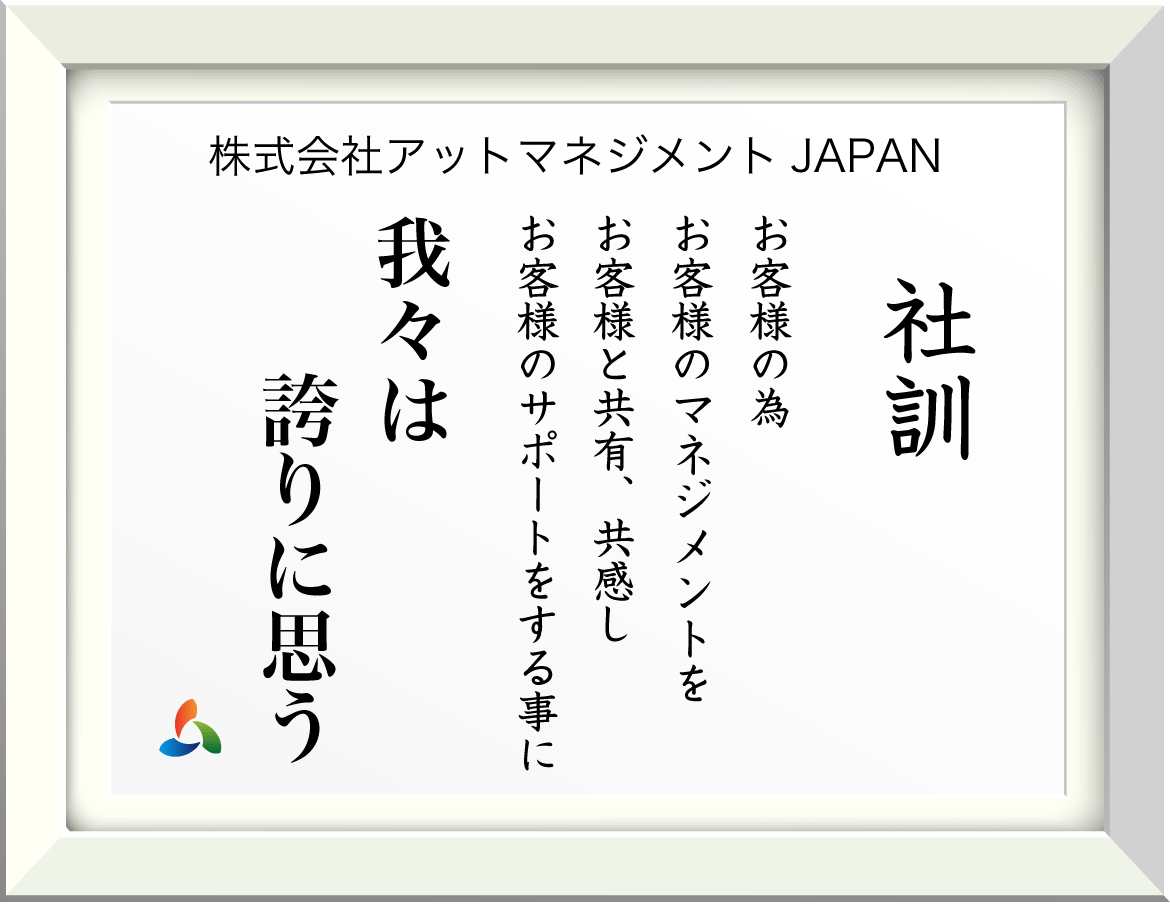 株式会社アットマネジメント JAPAN
社訓
お客様の為
お客様のマネジメントを
お客様と共有、共感し
お客様のサポートをする事に
我々は
誇りに思う